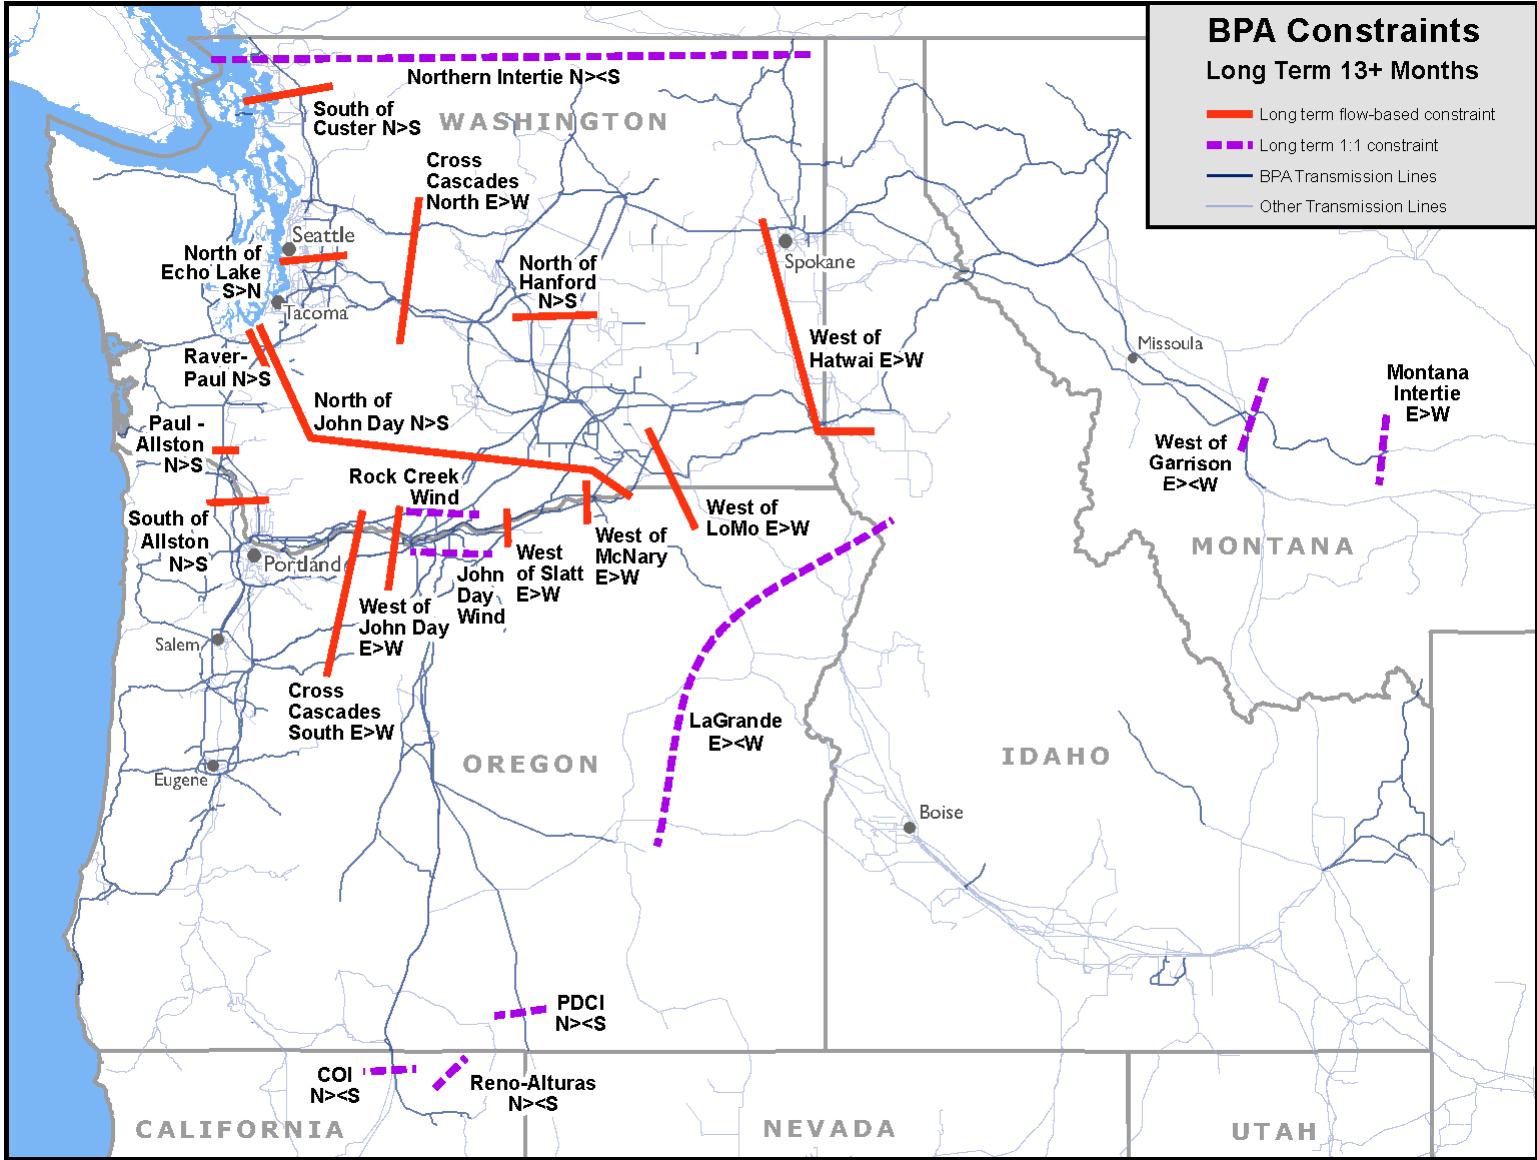 BPA Constraints
Long Term 13+ Months
Long term flow-based constraint
Long term 1:1 constraint
BPA Transmission Lines
Other Transmission Lines
Northern Intertie N><S
South of
Custer N>S
WASHINGTON
Cross
Cascades
North E>W
Seattle
North of
Echo Lake
S>N
Tacoma
North of
Hanford
N>S
Spokane
West of
Hatwai E>W
Missoula
Montana
Intertie
E>W
Raver-
Paul N>S
North of
John Day N>S
Paul -
Allston
N>S
West of
Garrison
E><W
Rock Creek
Wind
South of
Allston
N>S
West of
LoMo E>W
West of
McNary
E>W
West
of Slatt
E>W
MONTANA
Portland
John
Day
Wind
West of
John Day
E>W
Salem
Cross
Cascades
South E>W
LaGrande
E><W
OREGON
IDAHO
Eugene
Boise
PDCI
N><S
COI
N><S
Reno-Alturas
N><S
CALIFORNIA
NEVADA
UTAH